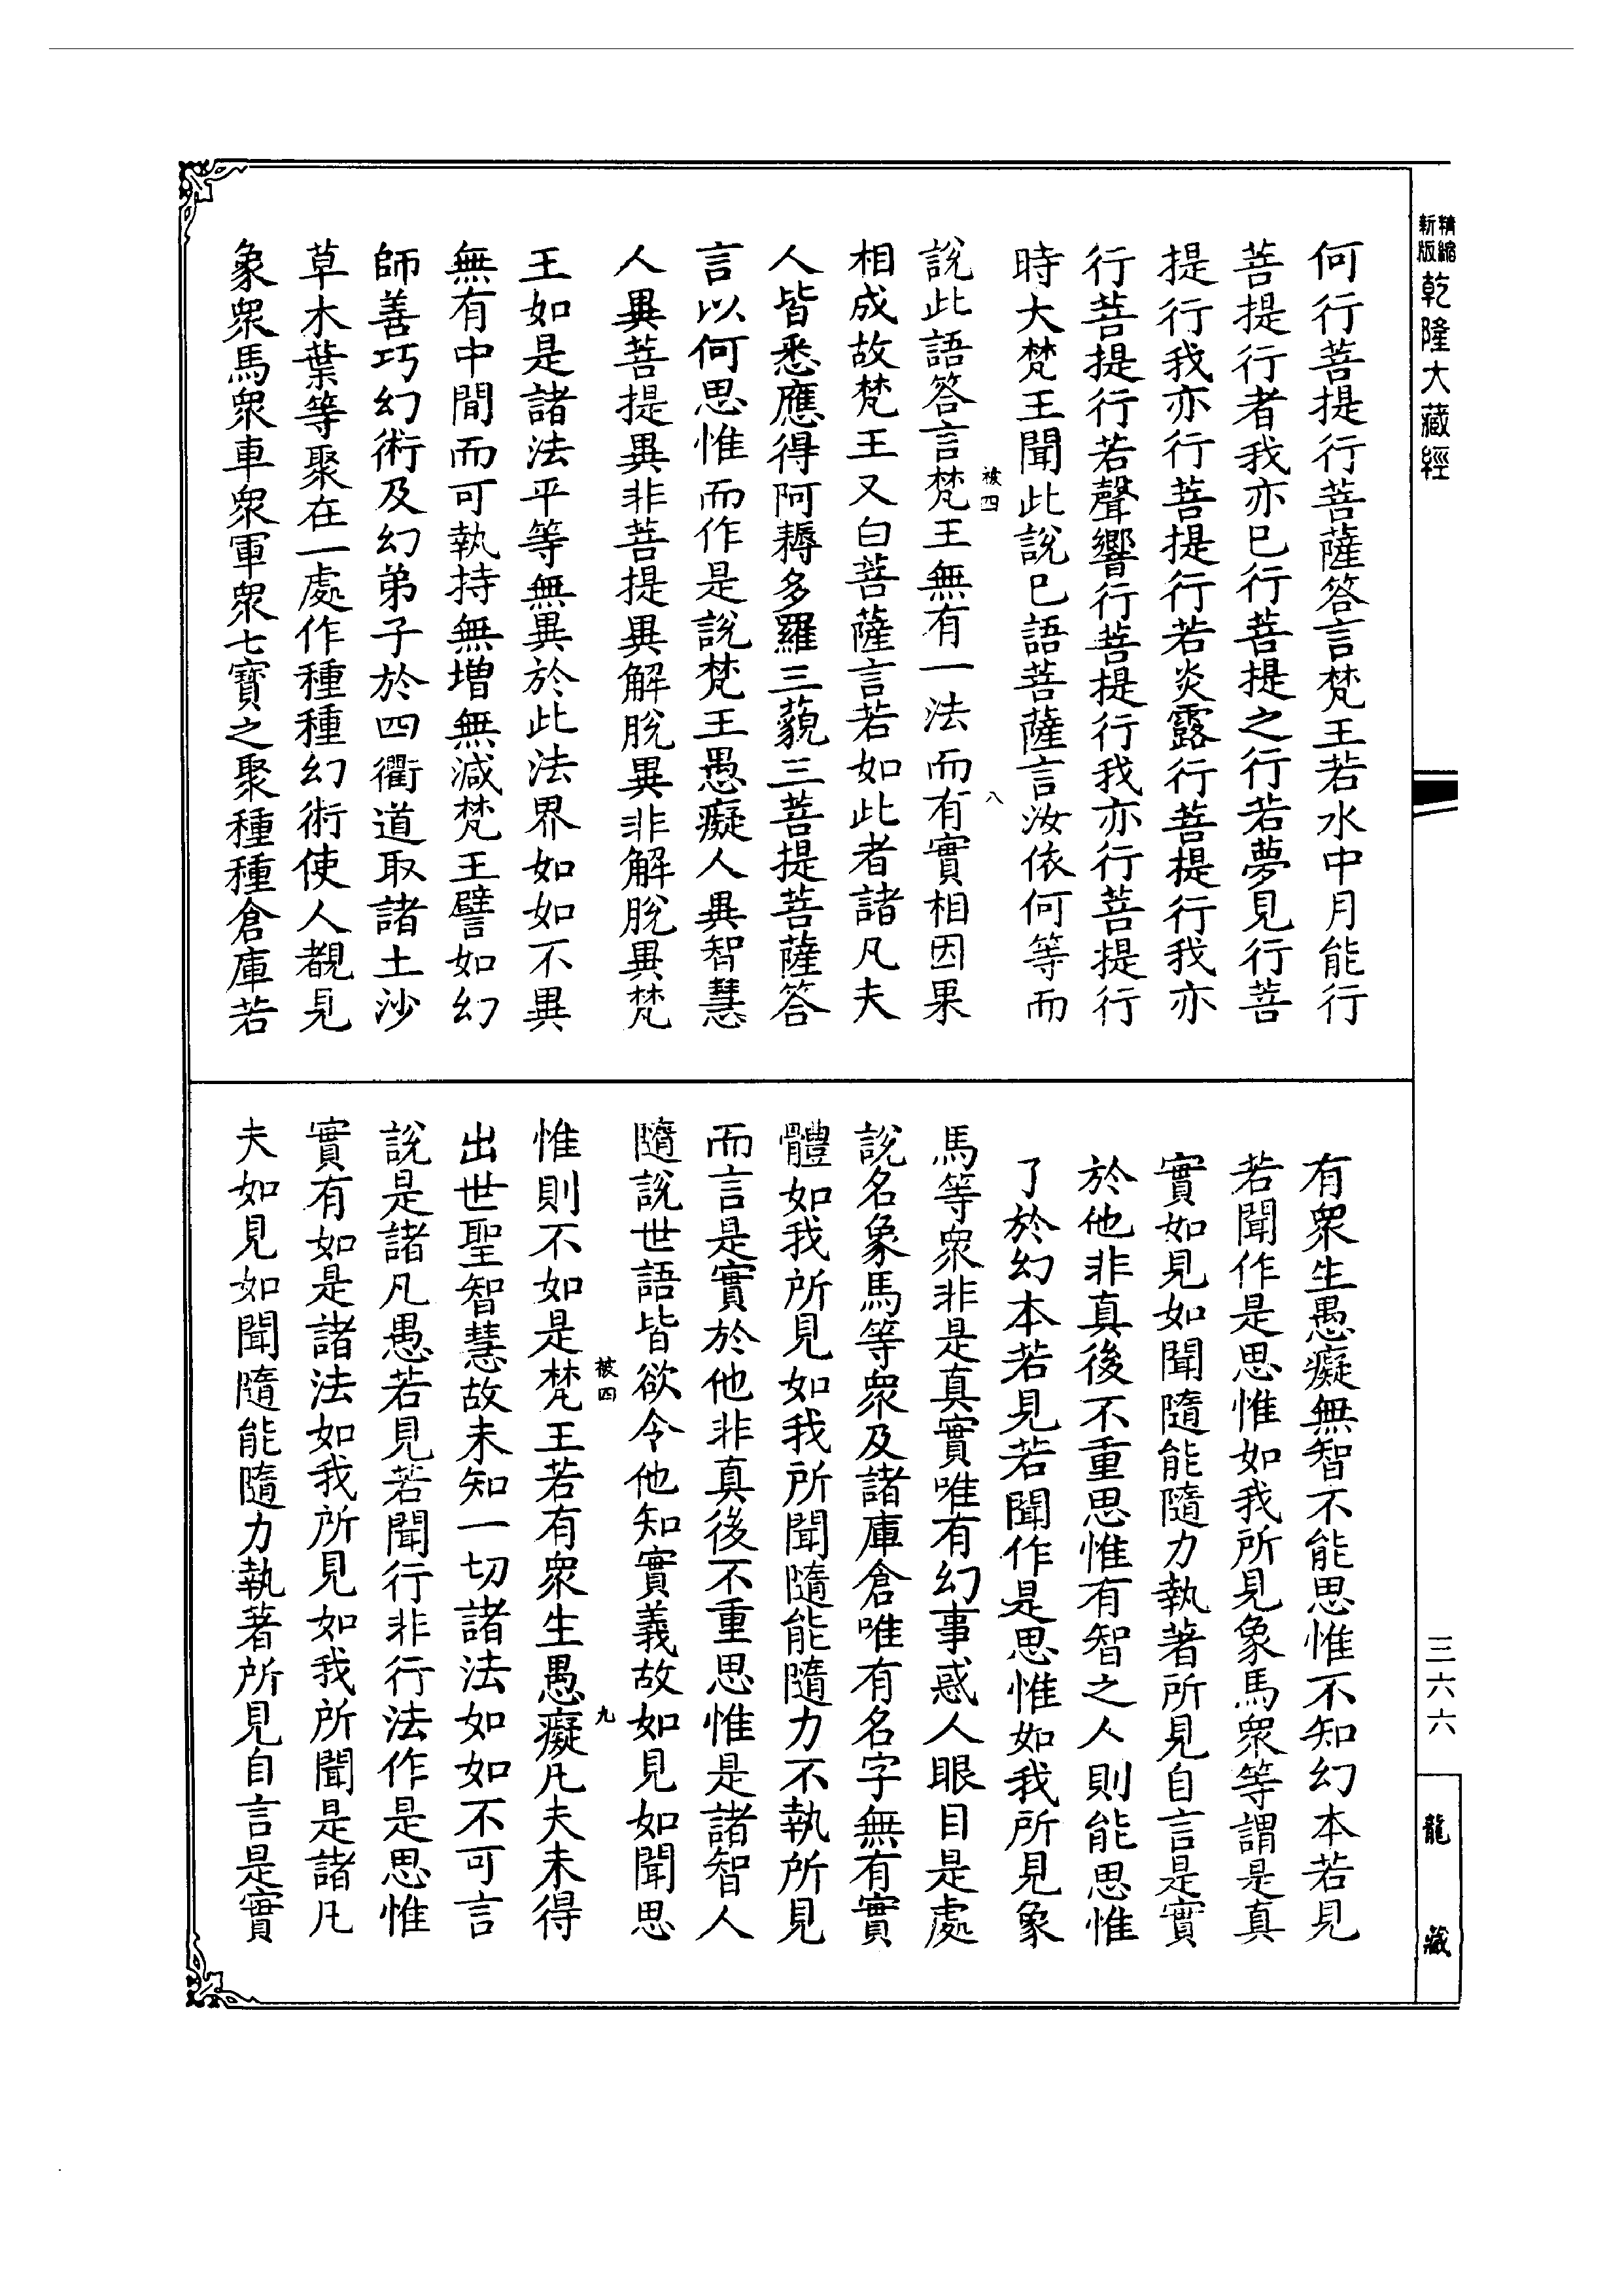 精縮
新版
乾隆大藏經
何行菩提行菩薩答言梵王若水中月能行
菩提行者我亦已行菩提之行若夢見行菩
提行我亦行菩提行若炎露行菩提行我亦
行菩提行若聲響行菩提行我亦行菩提行
時大梵王聞此說已語菩薩言汝依何等而
被四
八
說此語答言梵王無有一法而有實相因果
相成故梵王又白菩薩言若如此者諸凡夫
人皆悉應得阿耨多羅三藐三菩提菩薩答
言以何思惟而作是說梵王愚癡人異智慧
人異菩提異非菩提異解脫異非解脫異梵
王如是諸法平等無異於此法界如如不異
無有中間而可執持無增無減梵王譬如幻
師善巧幻術及幻弟子於四衢道取諸土沙
草木葉等聚在一處作種種幻術使人覩見
象眾馬眾車眾軍眾七寶之聚種種倉庫若
有眾生愚癡無智不能思惟不知幻本若見
若聞作是思惟如我所見象馬眾等謂是真
實如見如聞隨能隨力執著所見自言是實
於他非真後不重思惟有智之人則能思惟
了於幻本若見若聞作是思惟如我所見象
馬等眾非是真實唯有幻事惑人眼目是處
說名象馬等眾及諸庫倉唯有名字無有實
體如我所見如我所聞隨能隨力不執所見
而言是實於他非真後不重思惟是諸智人
隨說世語皆欲令他知實義故如見如聞思
被四
九
惟則不如是梵王若有眾生愚癡凡夫未得
出世聖智慧故未知一切諸法如如不可言
說是諸凡愚若見若聞行非行法作是思惟
實有如是諸法如我所見如我所聞是諸凡
夫如見如聞隨能隨力執著所見自言是實
三六六
龍藏